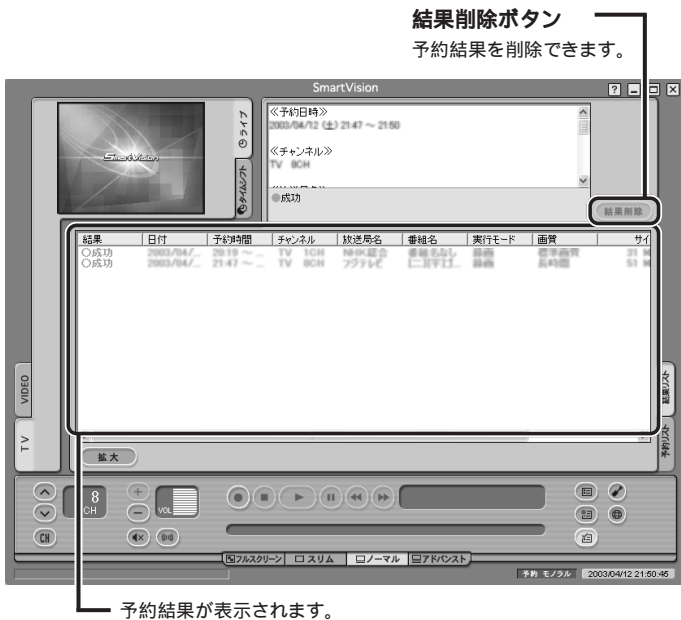 結果削除ボタン
予約結果を削除できます。
SmartVision
≪予約日時≫
2003/04/12 (土) 21:47 ～ 21:50
≪チャンネル≫
TV 8CH
●成功
SmartVision
ライブ
タイムシフト
結果削除
結果 日付 予約時間 チャンネル 放送局名 番組名 実行モード 画質 サイ
○成功 2003/04/... 20:19 ～ ... TV 1CH NHK総合 番組名なし 録画 標準画質 31 M
○成功 2003/04/... 21:47 ～ ... TV 8CH フジテレビ 録画 長時間 51 M
VIDEO
TV
結果リスト
予約リスト
拡大
8
CH
VOL
CH
フルスクリーン スリム ノーマル アドバンスト
予約 モノラル 2003/04/12 21:50:45
予約結果が表示されます。